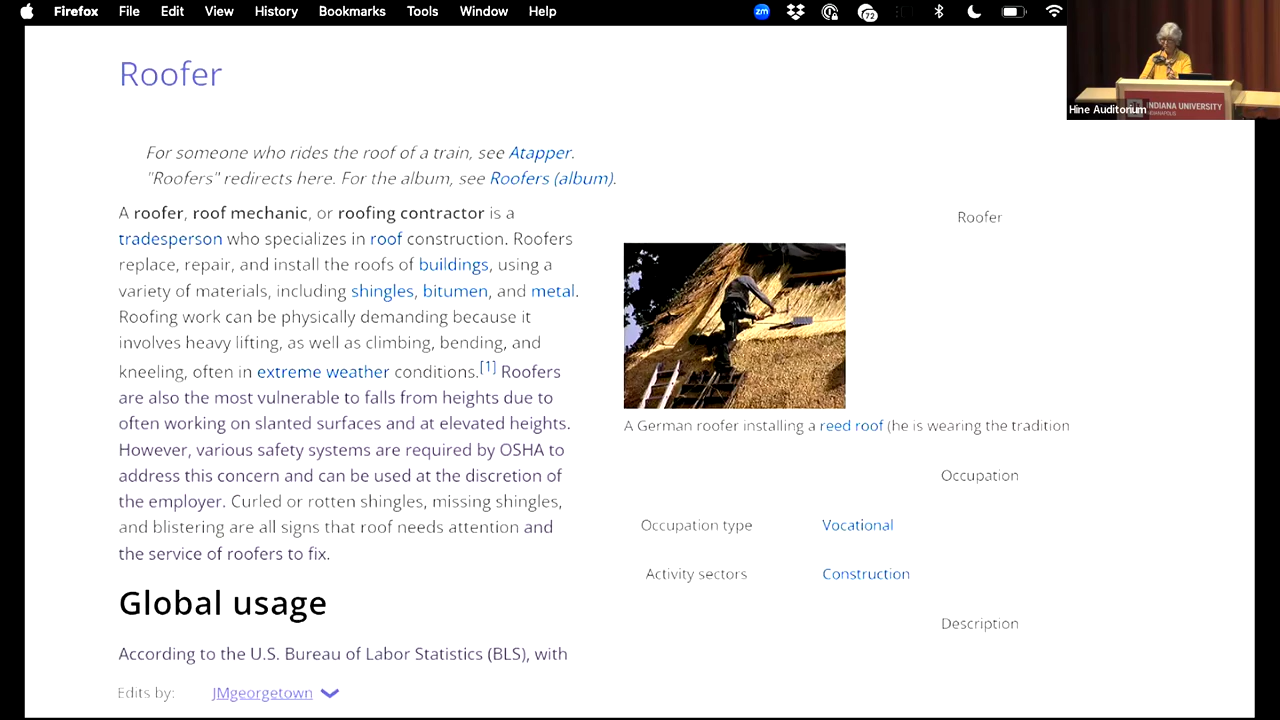 Firefox File Edit View History Bookmarks Tools Window Help
zm
72
Hine Auditorium
INDIANA UNIVERSITY
INDIANAPOLIS
Roofer
For someone who rides the roof of a train, see Atapper.
"Roofers" redirects here. For the album, see Roofers (album).
A roofer, roof mechanic, or roofing contractor is a
tradesperson who specializes in roof construction. Roofers
replace, repair, and install the roofs of buildings, using a
variety of materials, including shingles, bitumen, and metal.
Roofing work can be physically demanding because it
involves heavy lifting, as well as climbing, bending, and
kneeling, often in extreme weather conditions.[1] Roofers
are also the most vulnerable to falls from heights due to
often working on slanted surfaces and at elevated heights.
However, various safety systems are required by OSHA to
address this concern and can be used at the discretion of
the employer. Curled or rotten shingles, missing shingles,
and blistering are all signs that roof needs attention and
the service of roofers to fix.
Roofer
A German roofer installing a reed roof (he is wearing the tradition
Occupation
Occupation type Vocational
Activity sectors Construction
Description
Global usage
According to the U.S. Bureau of Labor Statistics (BLS), with
Edits by: JMgeorgetown